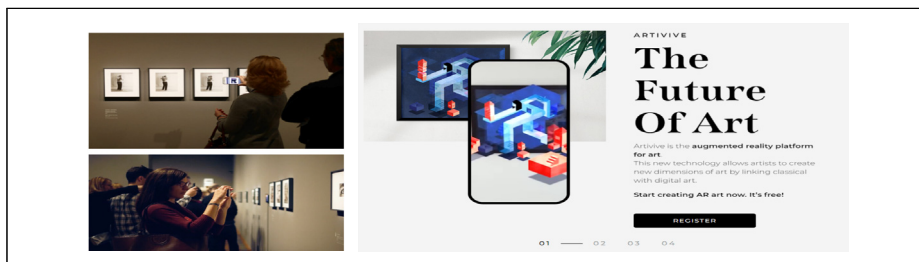 ARTIVIVE
The
Future
Of Art
Artivive is the augmented reality platform
for art
This new technology allows artists to create
new dimensions of art by linking classical
with digital art.
Start creating AR art now. It's free!
REGISTER
01 02 03 04